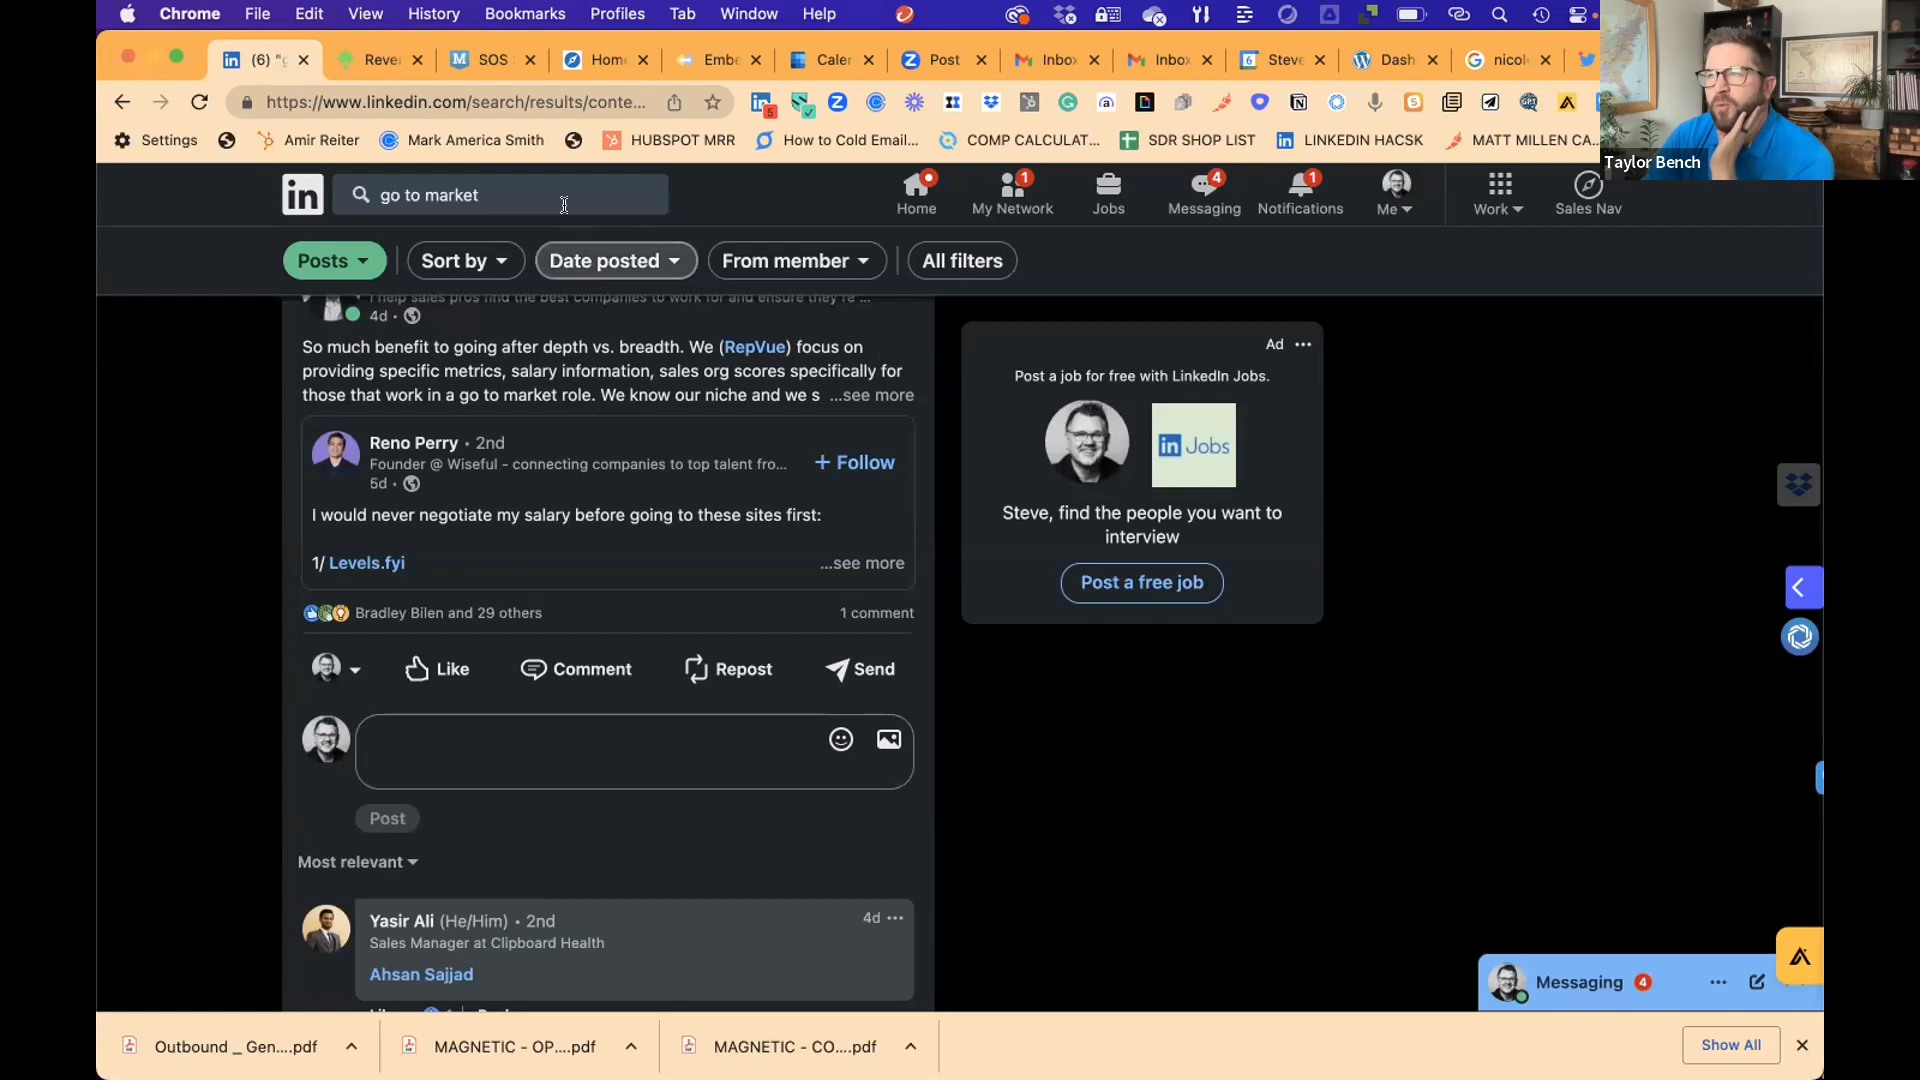 Chrome File Edit View History Bookmarks Profiles Tab Window Help
(6) "g Reve SOS Home Embe Caler Post Inbox Inbox Steve Dash nicol
https://www.linkedin.com/search/results/conte...
Settings Amir Reiter Mark America Smith HUBSPOT MRR How to Cold Email... COMP CALCULAT... SDR SHOP LIST LINKEDIN HACSK MATT MILLEN CA...
Taylor Bench
in go to market
Home My Network 1 Jobs Messaging 4 Notifications 1 Me Work Sales Nav
Posts Sort by Date posted From member All filters
I help sales pros find the best companies to work for and ensure they're ...
4d •
So much benefit to going after depth vs. breadth. We (RepVue) focus on
providing specific metrics, salary information, sales org scores specifically for
those that work in a go to market role. We know our niche and we s ...see more
Reno Perry • 2nd
Founder @ Wiseful - connecting companies to top talent fro...
+ Follow
5d •
I would never negotiate my salary before going to these sites first:
1/ Levels.fyi ...see more
Bradley Bilen and 29 others 1 comment
Like Comment Repost Send
Post
Most relevant
Yasir Ali (He/Him) • 2nd 4d •••
Sales Manager at Clipboard Health
Ahsan Sajjad
Ad •••
Post a job for free with LinkedIn Jobs.
in Jobs
Steve, find the people you want to
interview
Post a free job
Messaging 4 •••
Outbound _ Gen....pdf MAGNETIC - OP....pdf MAGNETIC - CO....pdf Show All